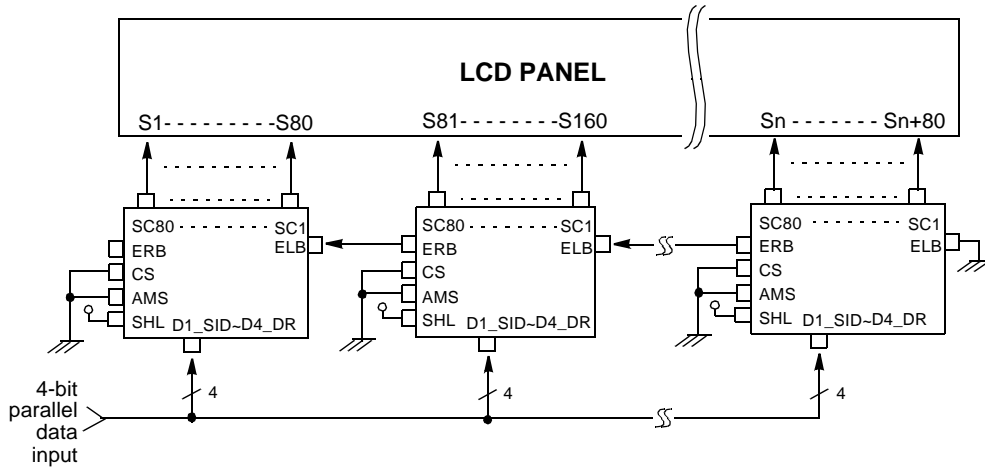 LCD PANEL
S1- - - - - - - - -S80
S81- - - - - - - -S160
Sn - - - - - - - Sn+80
SC80 - - - - - - - - SC1
ERB
ELB
CS
AMS
SHL
D1_SID~D4_DR
SC80 - - - - - - - - SC1
ERB
ELB
CS
AMS
SHL
D1_SID~D4_DR
SC80 - - - - - - - - SC1
ERB
ELB
CS
AMS
SHL
D1_SID~D4_DR
4
4
4
4-bit
parallel
data
input